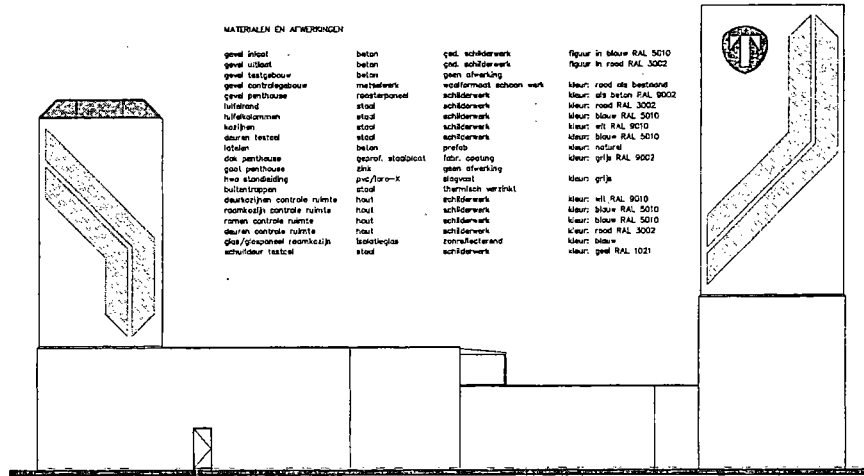 MATERIALEN EN AFWERKINGEN
gevel inlaat beton ged. schilderwerk figuur in blauw RAL 5010
gevel uitlaat beton ged. schilderwerk figuur in rood RAL 3002
gevel testgebouw beton geen afwerking
gevel controlegebouw metselwerk waalformaat schoon werk kleur: rood als bestaand
gevel penthouse roosterpaneel schilderwerk kleur: als beton RAL 9002
luifelrand staal schilderwerk kleur: rood RAL 3002
luifelkolommen staal schilderwerk kleur: blauw RAL 5010
kozijnen staal schilderwerk kleur: wit RAL 9010
deuren testcel staal schilderwerk kleur: blauw RAL 5010
lateien beton prefab kleur: naturel
dak penthouse geprof. staalplaat fabr. coating kleur: grijs RAL 9002
goot penthouse zink geen afwerking
hwa standleiding pvc/loro-X slagvast kleur: grijs
buitentrappen staal thermisch verzinkt
deurkozijnen controle ruimte hout schilderwerk kleur: wit RAL 9010
raamkozijn controle ruimte hout schilderwerk kleur: blauw RAL 5010
ramen controle ruimte hout schilderwerk kleur: blauw RAL 5010
deuren controle ruimte hout schilderwerk kleur: rood RAL 3002
glas/glaspaneel raamkozijn isolatieglas zonreflecterend kleur: blauw
schuifdeur testcel staal schilderwerk kleur: geel RAL 1021